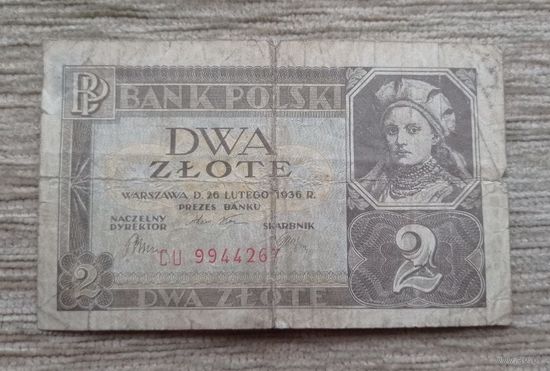 BP
BANK POLSKI
DWA
ZŁOTE
WARSZAWA D. 26 LUTEGO 1936 R.
PREZES BANKU
NACZELNY
DYREKTOR
SKARBNIK
CU 9944267
2
2
DWA ZŁOTE